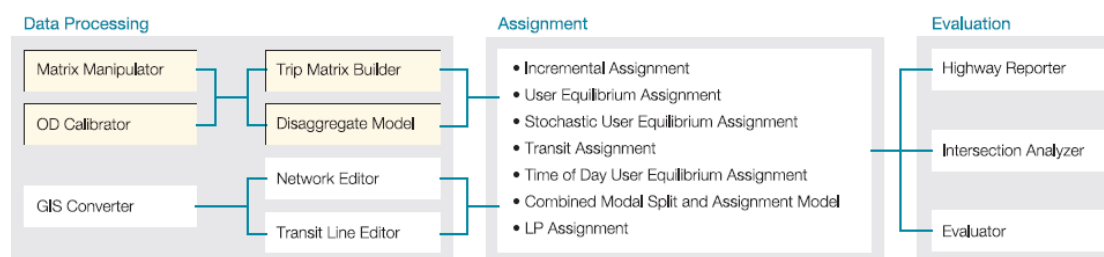 Data Processing
Matrix Manipulator
OD Calibrator
GIS Converter
Trip Matrix Builder
Disaggregate Model
Network Editor
Transit Line Editor
Assignment
• Incremental Assignment
• User Equilibrium Assignment
• Stochastic User Equilibrium Assignment
• Transit Assignment
• Time of Day User Equilibrium Assignment
• Combined Modal Split and Assignment Model
• LP Assignment
Evaluation
Highway Reporter
Intersection Analyzer
Evaluator